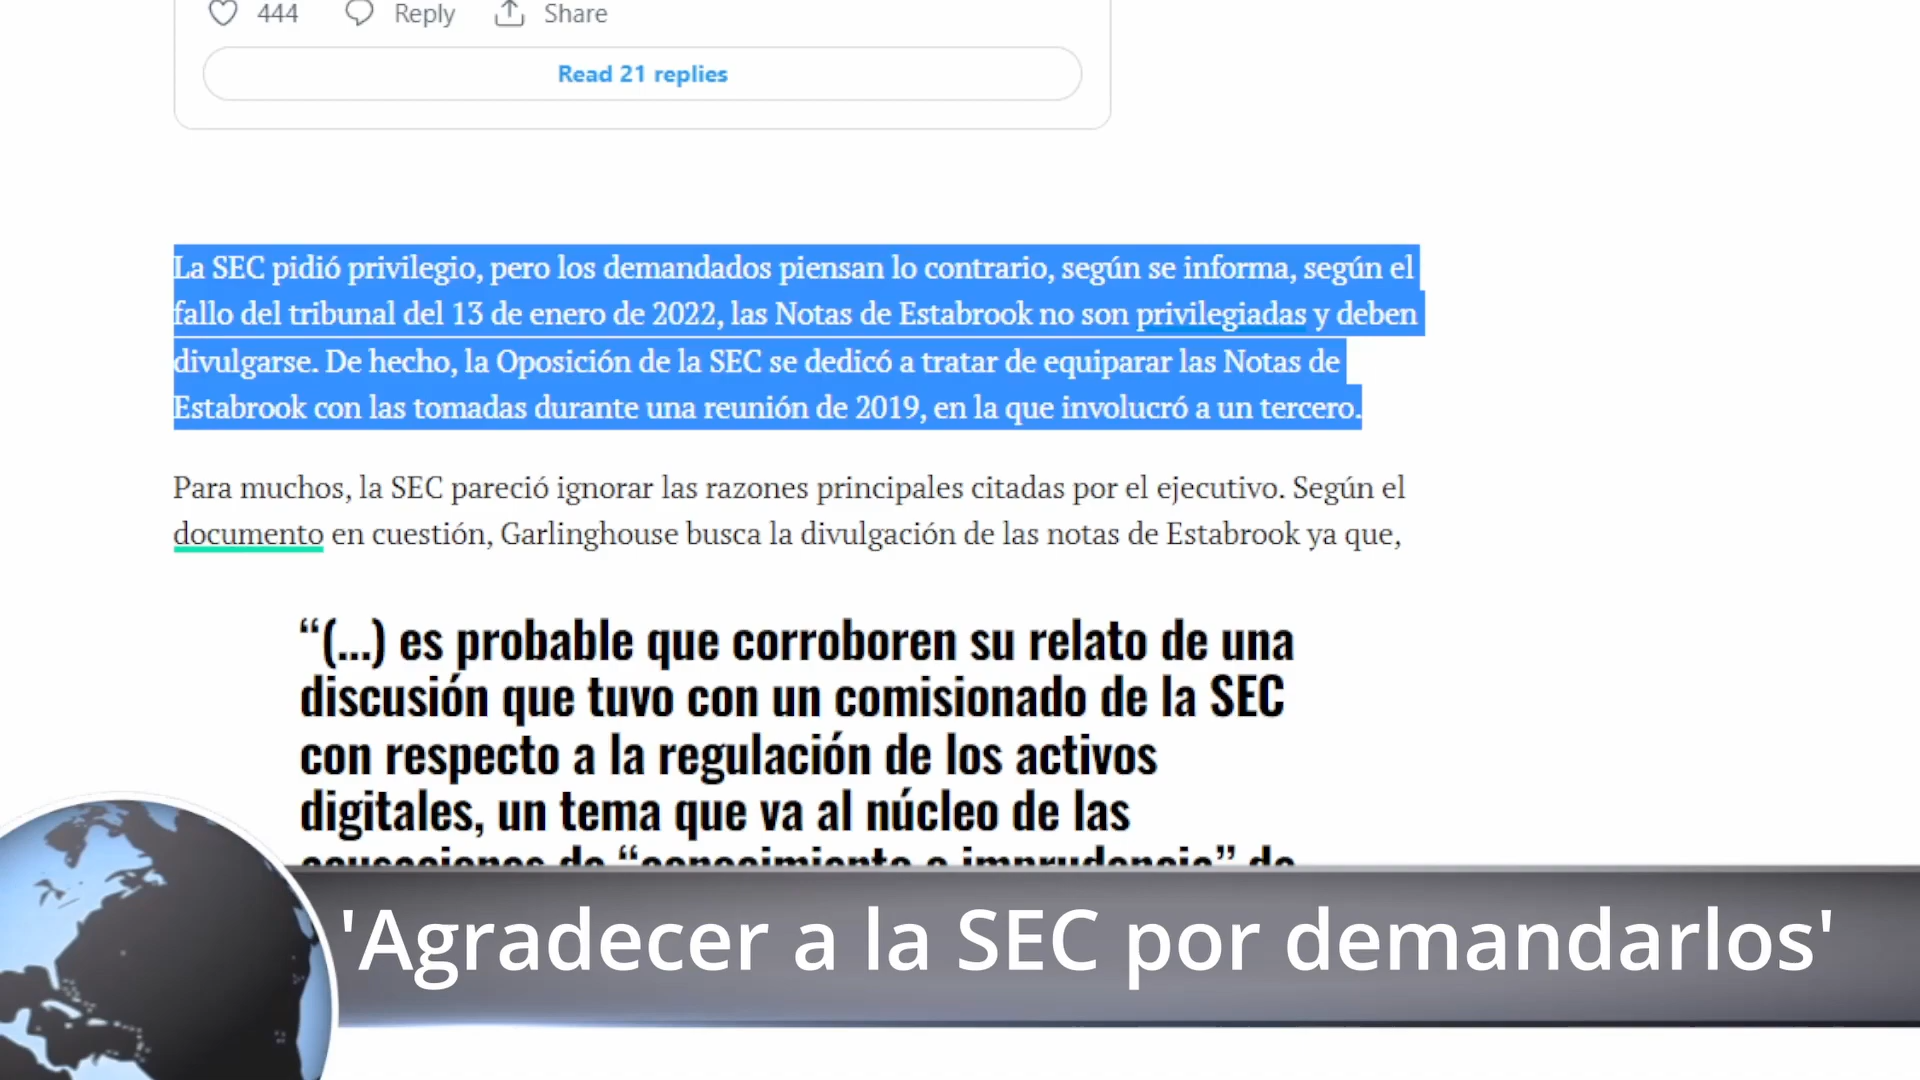 444 Reply Share
Read 21 replies
La SEC pidió privilegio, pero los demandados piensan lo contrario, según se informa, según el
fallo del tribunal del 13 de enero de 2022, las Notas de Estabrook no son privilegiadas y deben
divulgarse. De hecho, la Oposición de la SEC se dedicó a tratar de equiparar las Notas de
Estabrook con las tomadas durante una reunión de 2019, en la que involucró a un tercero.
Para muchos, la SEC pareció ignorar las razones principales citadas por el ejecutivo. Según el
documento en cuestión, Garlinghouse busca la divulgación de las notas de Estabrook ya que,
“(...) es probable que corroboren su relato de una
discusión que tuvo con un comisionado de la SEC
con respecto a la regulación de los activos
digitales, un tema que va al núcleo de las
acusaciones de “conocimiento o imprudencia” de
'Agradecer a la SEC por demandarlos'